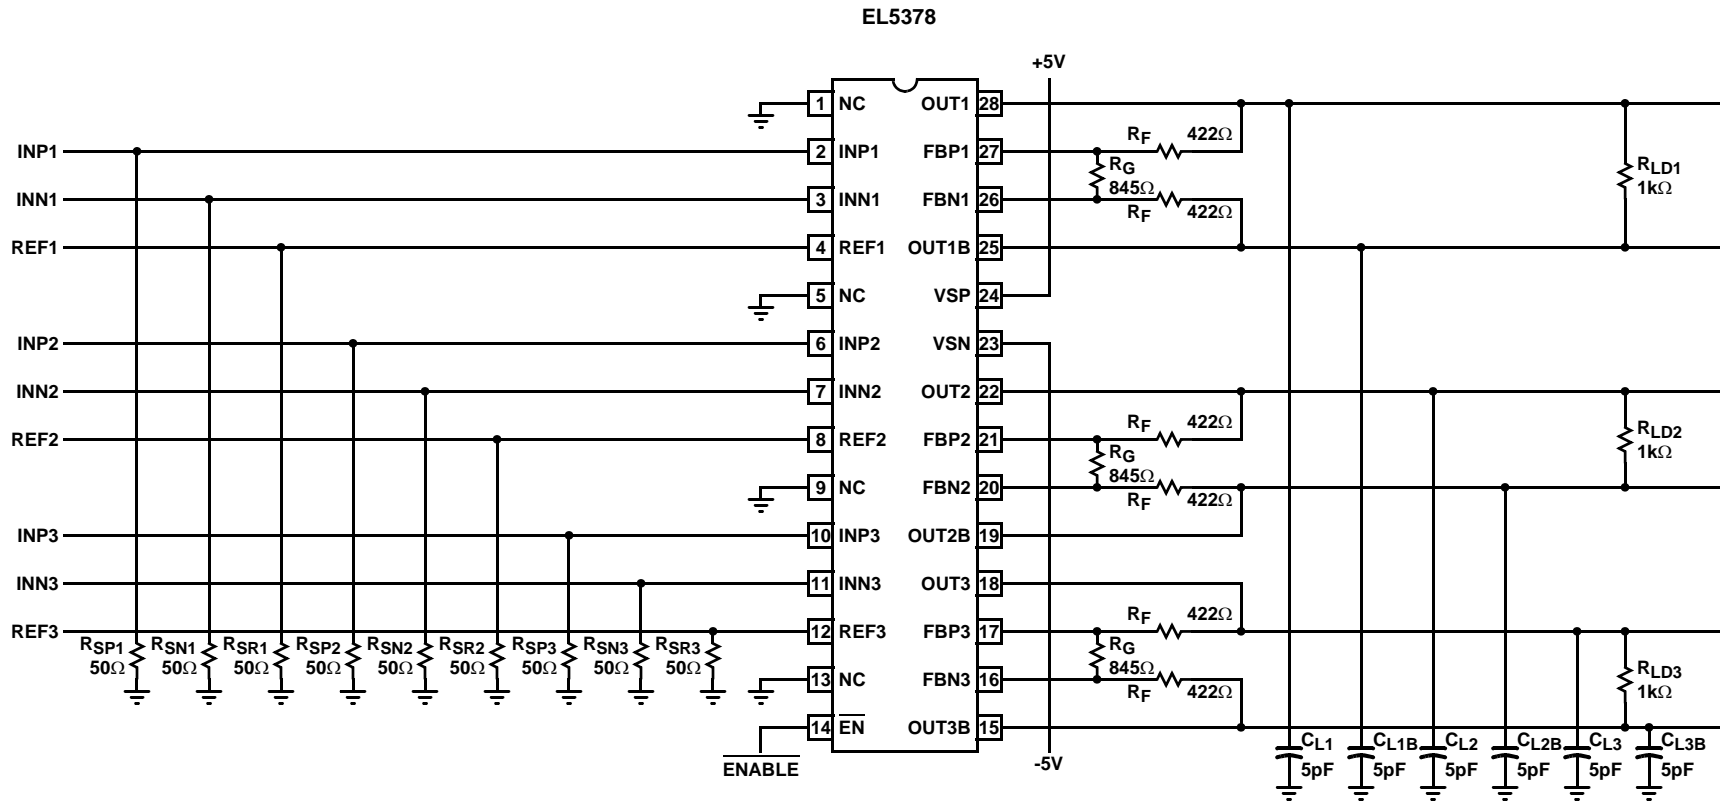 EL5378
+5V
1 NC OUT1 28
RF 422Ω
INP1 2 INP1 FBP1 27
RG
845Ω
RLD1
1kΩ
INN1 3 INN1 FBN1 26
RF 422Ω
REF1 4 REF1 OUT1B 25
5 NC VSP 24
INP2 6 INP2 VSN 23
INN2 7 INN2 OUT2 22
RF 422Ω
REF2 8 REF2 FBP2 21
RG
845Ω
RLD2
1kΩ
9 NC FBN2 20
RF 422Ω
INP3 10 INP3 OUT2B 19
INN3 11 INN3 OUT3 18
RF 422Ω
REF3 12 REF3 FBP3 17
RSP1 RSN1 RSR1 RSP2 RSN2 RSR2 RSP3 RSN3 RSR3
50Ω 50Ω 50Ω 50Ω 50Ω 50Ω 50Ω 50Ω 50Ω
RG
845Ω
RLD3
1kΩ
13 NC FBN3 16
RF 422Ω
14 EN OUT3B 15
ENABLE
-5V
CL1 CL1B CL2 CL2B CL3 CL3B
5pF 5pF 5pF 5pF 5pF 5pF